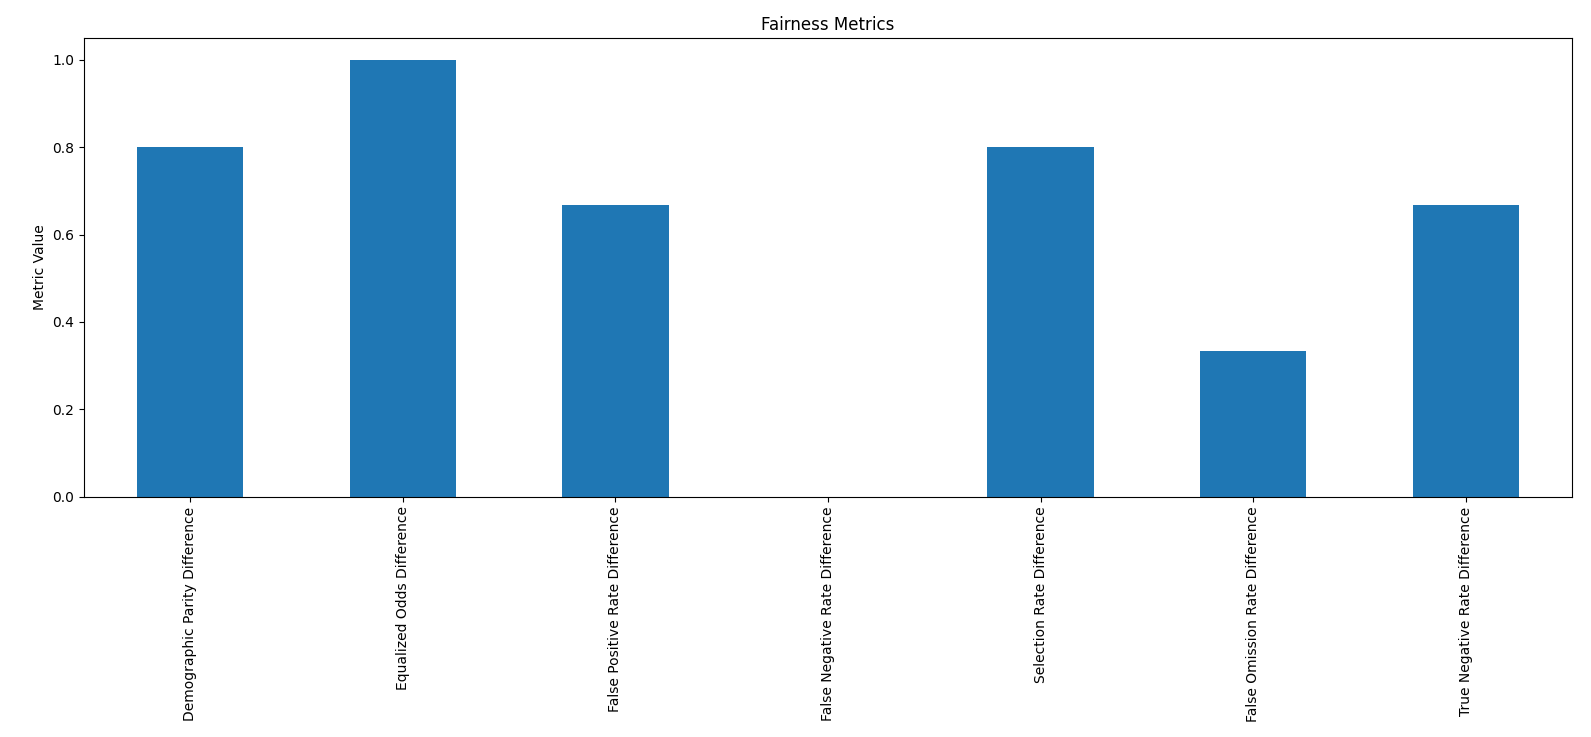 Fairness Metrics
Metric Value
1.0
0.8
0.6
0.4
0.2
0.0
Demographic Parity Difference
Equalized Odds Difference
False Positive Rate Difference
False Negative Rate Difference
Selection Rate Difference
False Omission Rate Difference
True Negative Rate Difference